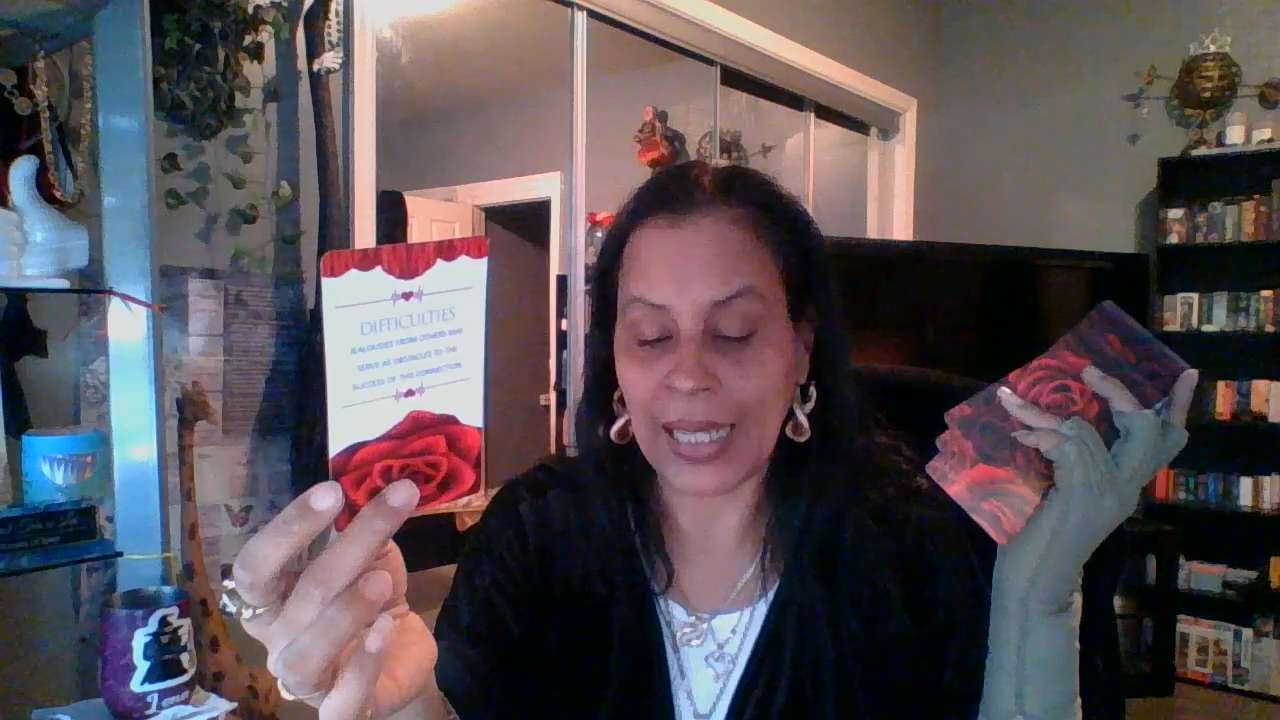 DIFFICULTIES
JEALOUSIES FROM OTHERS MAY
SERVE AS OBSTACLES TO THE
SUCCESS OF THIS CONNECTION